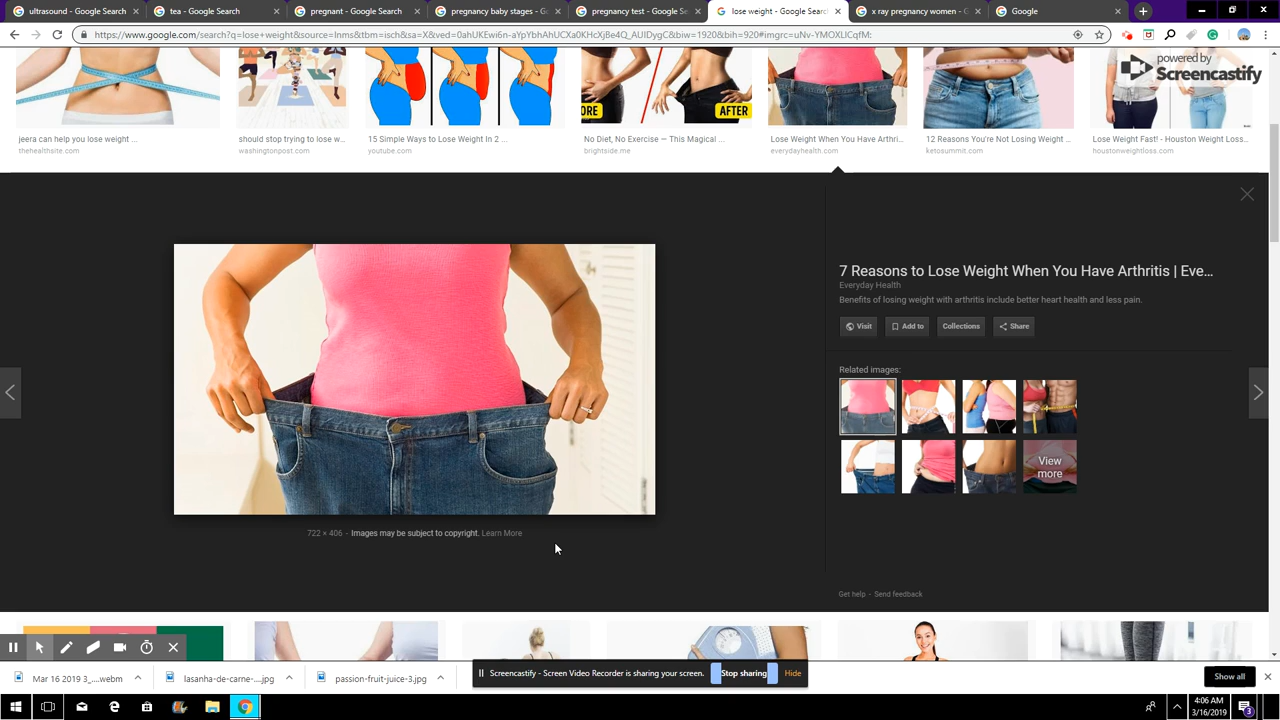 ultrasound - Google Search
tea - Google Search
pregnant - Google Search
pregnancy baby stages - Go
pregnancy test - Google Sea
lose weight - Google Search
x ray pregnancy women - G
Google
https://www.google.com/search?q=lose+weight&source=lnms&tbm=isch&sa=X&ved=0ahUKEwi6n-aYpYbhAhUCXa0KHcXjBe4Q_AUIDygC&biw=1920&bih=920#imgrc=uNv-YMOXLlCqfM:
powered by
Screencastify
ORE
AFTER
jeera can help you lose weight ...
should stop trying to lose w...
15 Simple Ways to Lose Weight In 2 ...
No Diet, No Exercise — This Magical ...
Lose Weight When You Have Arthri...
12 Reasons You're Not Losing Weight ...
Lose Weight Fast! - Houston Weight Loss...
thehealthsite.com
washingtonpost.com
youtube.com
brightside.me
everydayhealth.com
ketosummit.com
houstonweightloss.com
7 Reasons to Lose Weight When You Have Arthritis | Eve...
Everyday Health
Benefits of losing weight with arthritis include better heart health and less pain.
Visit
Add to
Collections
Share
Related images:
View
more
722 × 406 - Images may be subject to copyright. Learn More
Get help - Send feedback
Screencastify - Screen Video Recorder is sharing your screen.
Stop sharing
Hide
Mar 16 2019 3_....webm
lasanha-de-carne-....jpg
passion-fruit-juice-3.jpg
Show all
4:06 AM
3/16/2019
3